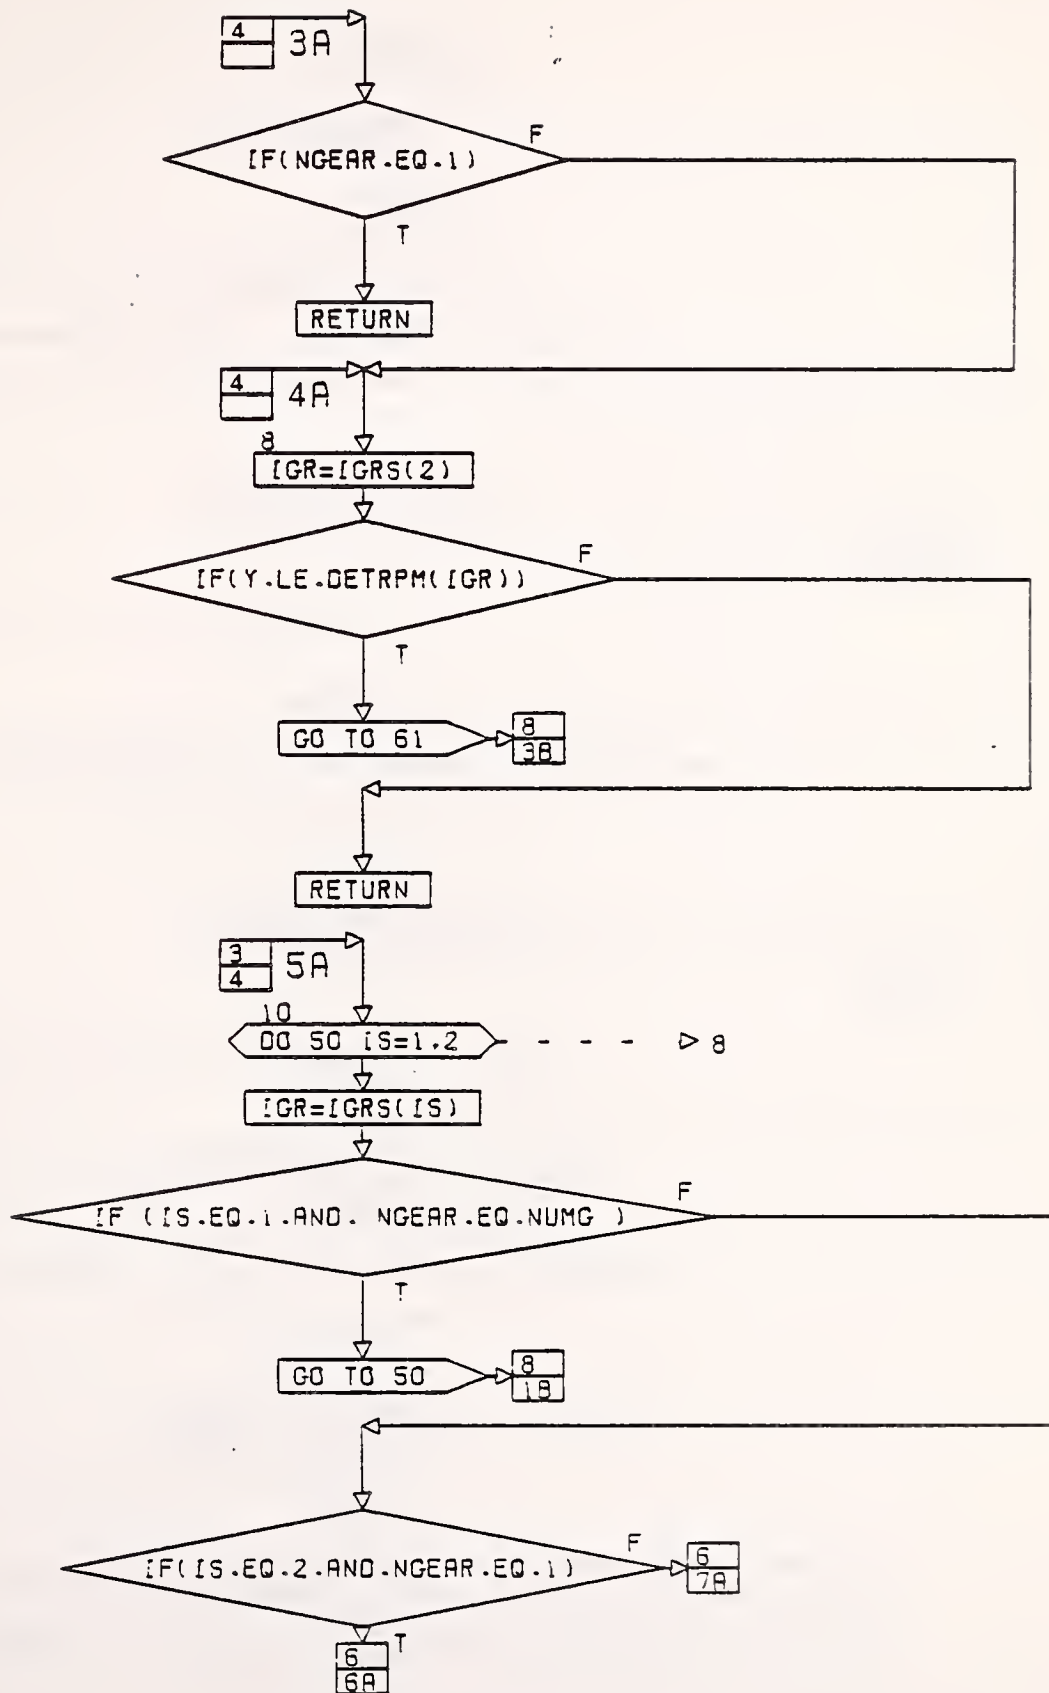 4 3A
F
IF(NGEAR.EQ.1)
T
RETURN
4 4A
8
IGR=IGRS(2)
F
IF(Y.LE.DETRPM(IGR))
T
GO TO 61
8
3B
RETURN
3 5A
4
10
DO 50 IS=1,2
8
IGR=IGRS(IS)
F
IF (IS.EQ.1.AND. NGEAR.EQ.NUMG )
T
GO TO 50
8
1B
F
IF(IS.EQ.2.AND.NGEAR.EQ.1)
6
7A
T
6
6A